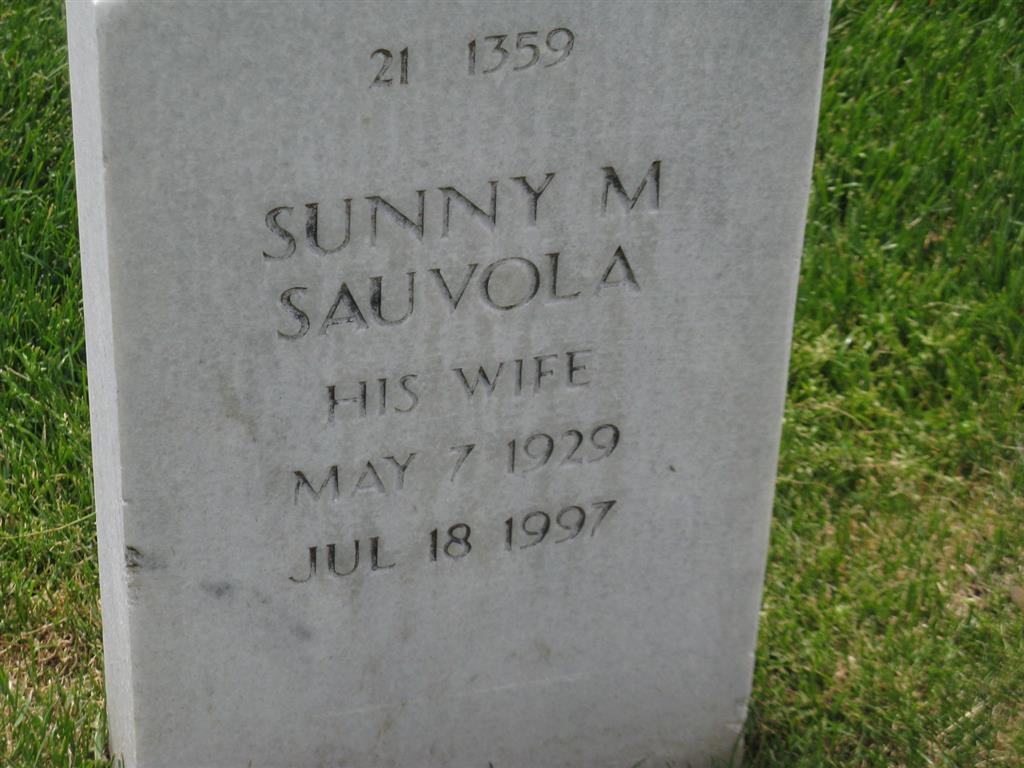 21 1359
SUNNY M
SAUVOLA
HIS WIFE
MAY 7 1929
JUL 18 1997